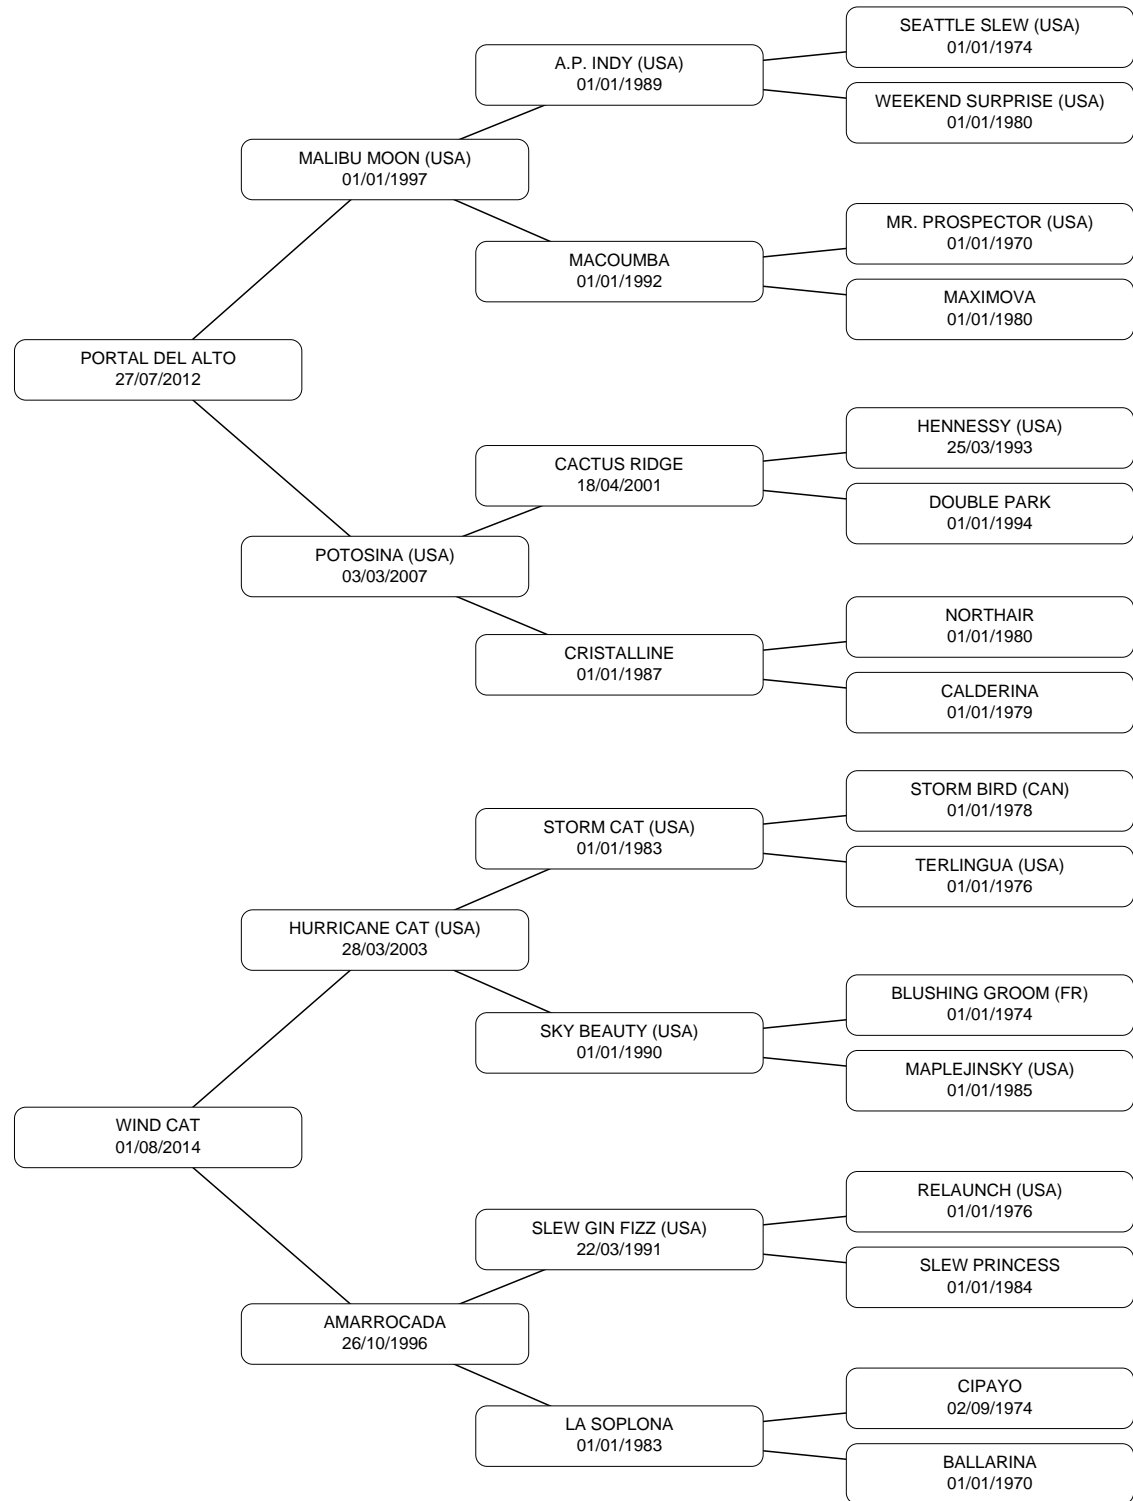 SEATTLE SLEW (USA)
01/01/1974
A.P. INDY (USA)
01/01/1989
WEEKEND SURPRISE (USA)
01/01/1980
MALIBU MOON (USA)
01/01/1997
MR. PROSPECTOR (USA)
01/01/1970
MACOUMBA
01/01/1992
MAXIMOVA
01/01/1980
PORTAL DEL ALTO
27/07/2012
HENNESSY (USA)
25/03/1993
CACTUS RIDGE
18/04/2001
DOUBLE PARK
01/01/1994
POTOSINA (USA)
03/03/2007
NORTHAIR
01/01/1980
CRISTALLINE
01/01/1987
CALDERINA
01/01/1979
STORM BIRD (CAN)
01/01/1978
STORM CAT (USA)
01/01/1983
TERLINGUA (USA)
01/01/1976
HURRICANE CAT (USA)
28/03/2003
BLUSHING GROOM (FR)
01/01/1974
SKY BEAUTY (USA)
01/01/1990
MAPLEJINSKY (USA)
01/01/1985
WIND CAT
01/08/2014
RELAUNCH (USA)
01/01/1976
SLEW GIN FIZZ (USA)
22/03/1991
SLEW PRINCESS
01/01/1984
AMARROCADA
26/10/1996
CIPAYO
02/09/1974
LA SOPLONA
01/01/1983
BALLARINA
01/01/1970